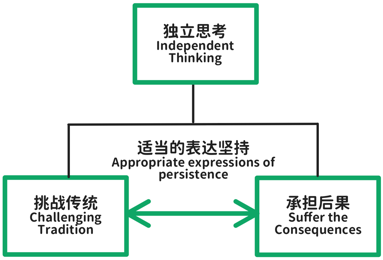 独立思考
Independent
Thinking
适当的表达坚持
Appropriate expressions of
persistence
挑战传统
Challenging
Tradition
承担后果
Suffer the
Consequences